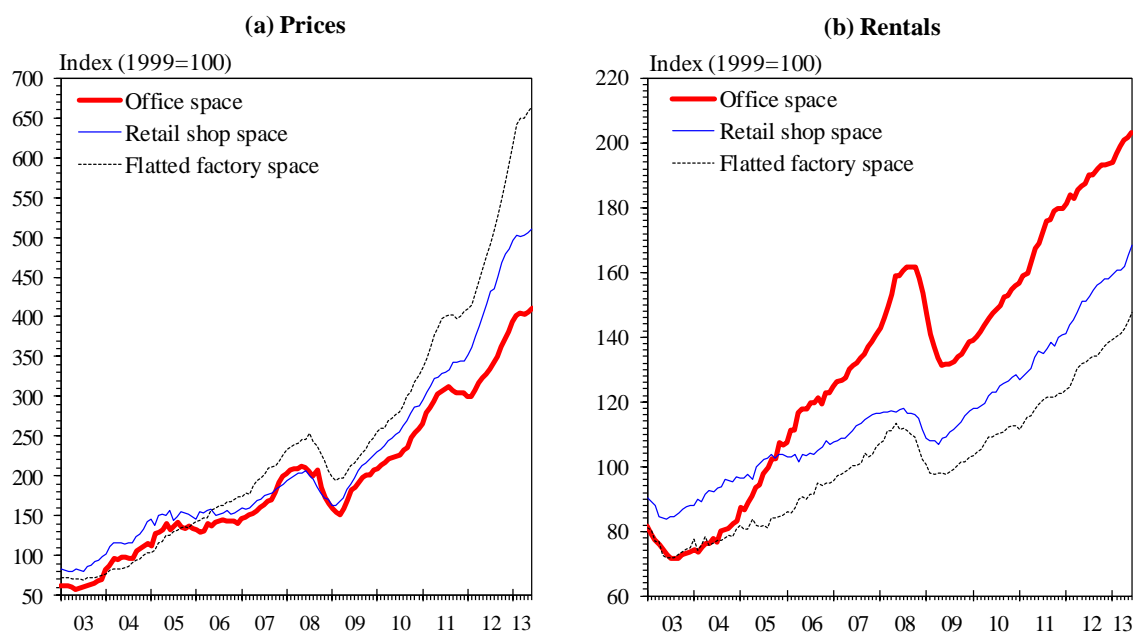 (a) Prices
Index (1999=100)
700
650
600
550
500
450
400
350
300
250
200
150
100
50
Office space
Retail shop space
Flatted factory space
03 04 05 06 07 08 09 10 11 12 13
(b) Rentals
Index (1999=100)
220
200
180
160
140
120
100
80
60
Office space
Retail shop space
Flatted factory space
03 04 05 06 07 08 09 10 11 12 13